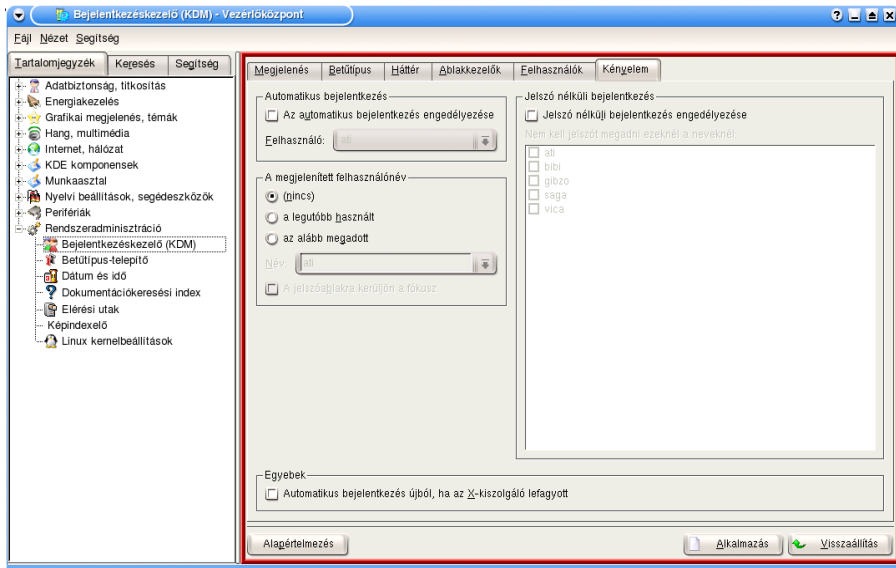 Bejelentkezéskezelő (KDM) - Vezérlőközpont
Fájl Nézet Segítség
Tartalomjegyzék Keresés Segítség
Adatbiztonság, titkosítás
Energiakezelés
Grafikai megjelenés, témák
Hang, multimédia
Internet, hálózat
KDE komponensek
Munkaasztal
Nyelvi beállítások, segédeszközök
Perifériák
Rendszeradminisztráció
Bejelentkezéskezelő (KDM)
Betűtípus-telepítő
Dátum és idő
Dokumentációkeresési index
Elérési utak
Képindexelő
Linux kernelbeállítások
Megjelenés Betűtípus Háttér Ablakkezelők Felhasználók Kényelem
Automatikus bejelentkezés
Az automatikus bejelentkezés engedélyezése
Felhasználó: ati
A megjelenített felhasználónév
(nincs)
a legutóbb használt
az alább megadott
Név: ati
A jelszóablakra kerüljön a fókusz
Jelszó nélküli bejelentkezés
Jelszó nélküli bejelentkezés engedélyezése
Nem kell jelszót megadni ezeknél a neveknél:
ati
bibi
gibzo
saga
vica
Egyebek
Automatikus bejelentkezés újból, ha az X-kiszolgáló lefagyott
Alapértelmezés Alkalmazás Visszaállítás